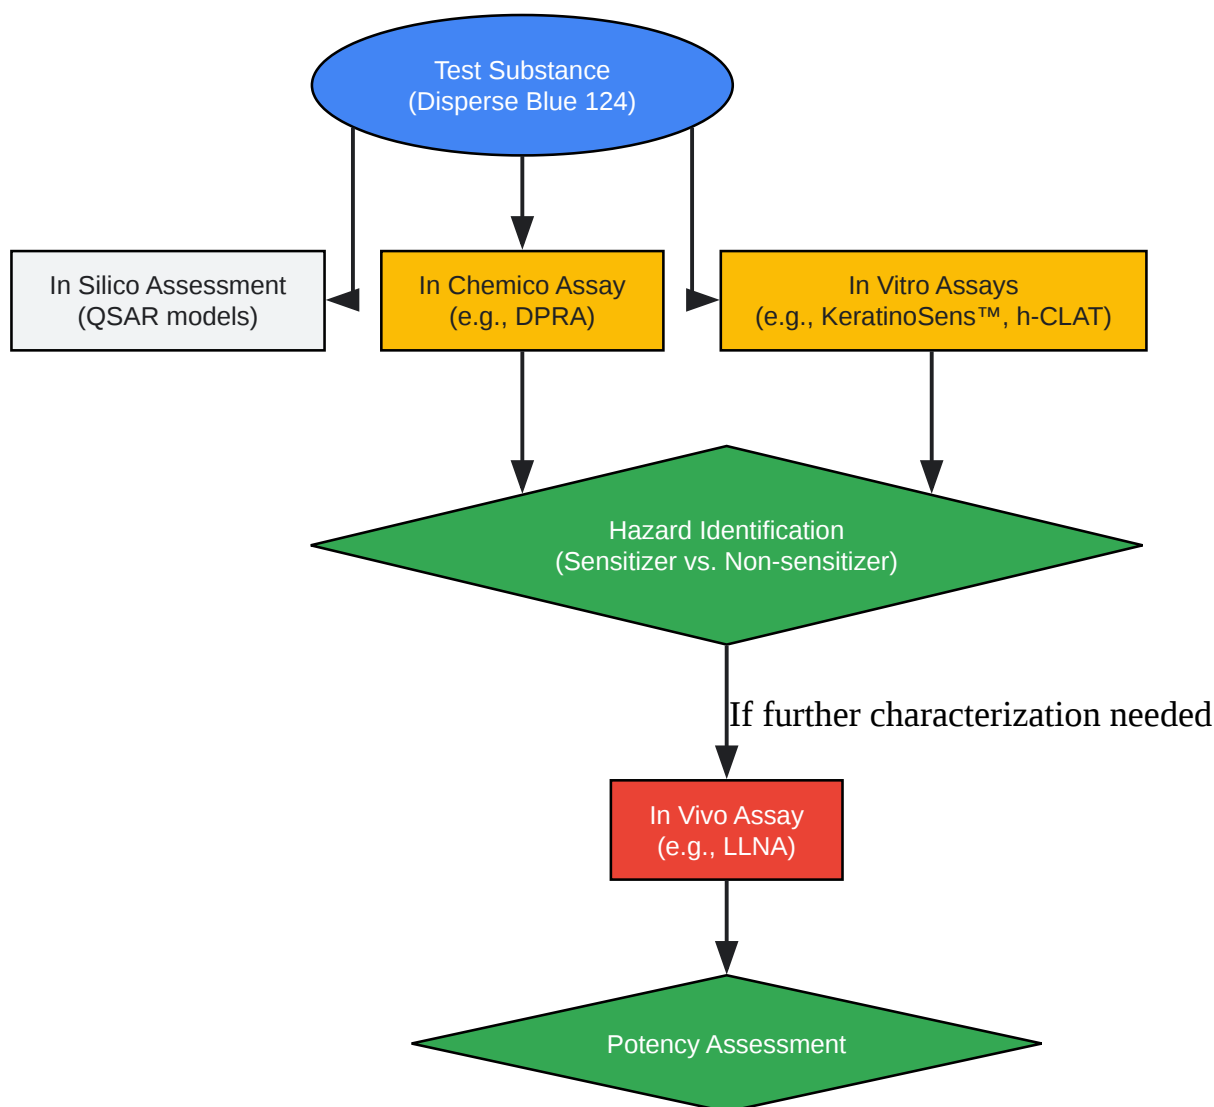 Test Substance
(Disperse Blue 124)
In Silico Assessment
(QSAR models)
In Chemico Assay
(e.g., DPRA)
In Vitro Assays
(e.g., KeratinoSens™, h-CLAT)
Hazard Identification
(Sensitizer vs. Non-sensitizer)
If further characterization needed
In Vivo Assay
(e.g., LLNA)
Potency Assessment